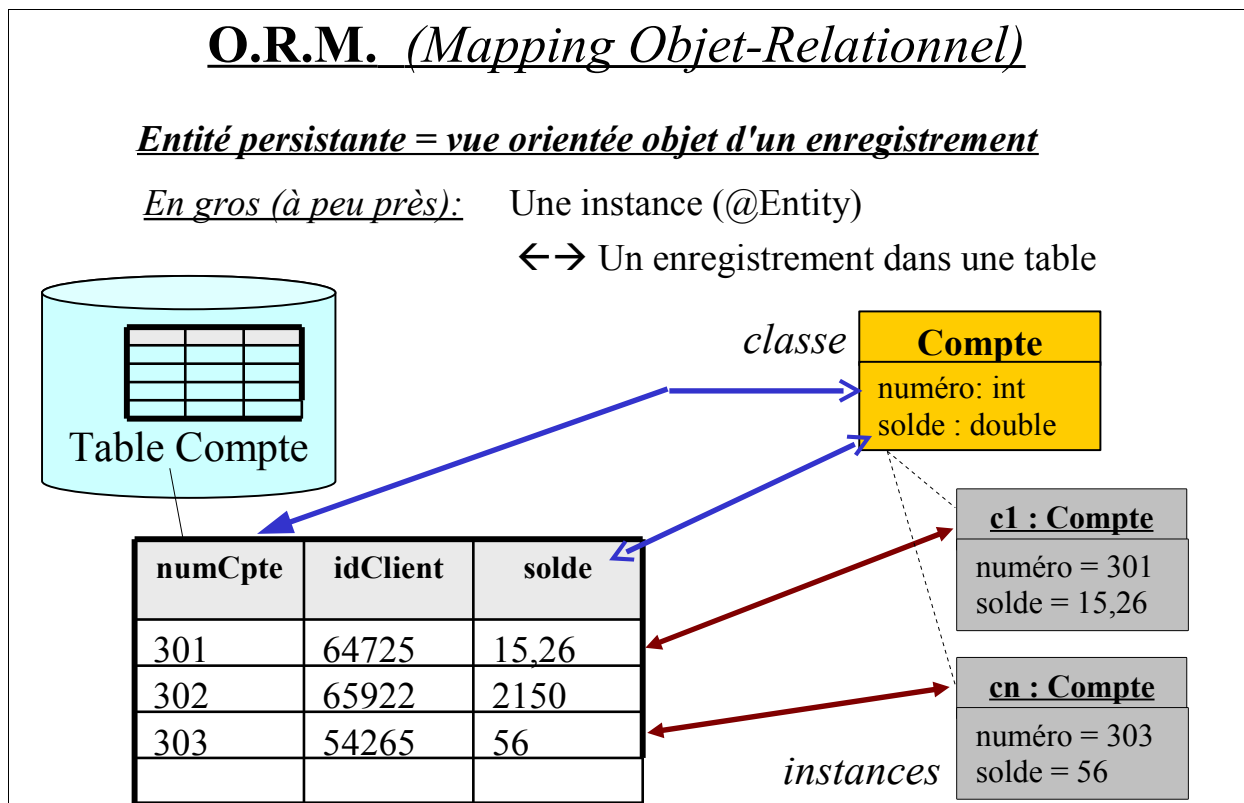 O.R.M. (Mapping Objet-Relationnel)
Entité persistante = vue orientée objet d'un enregistrement
En gros (à peu près): Une instance (@Entity)
←→ Un enregistrement dans une table
classe
Compte
numéro: int
solde : double
Table Compte
numCpte idClient solde
301 64725 15,26
302 65922 2150
303 54265 56
c1 : Compte
numéro = 301
solde = 15,26
cn : Compte
numéro = 303
solde = 56
instances